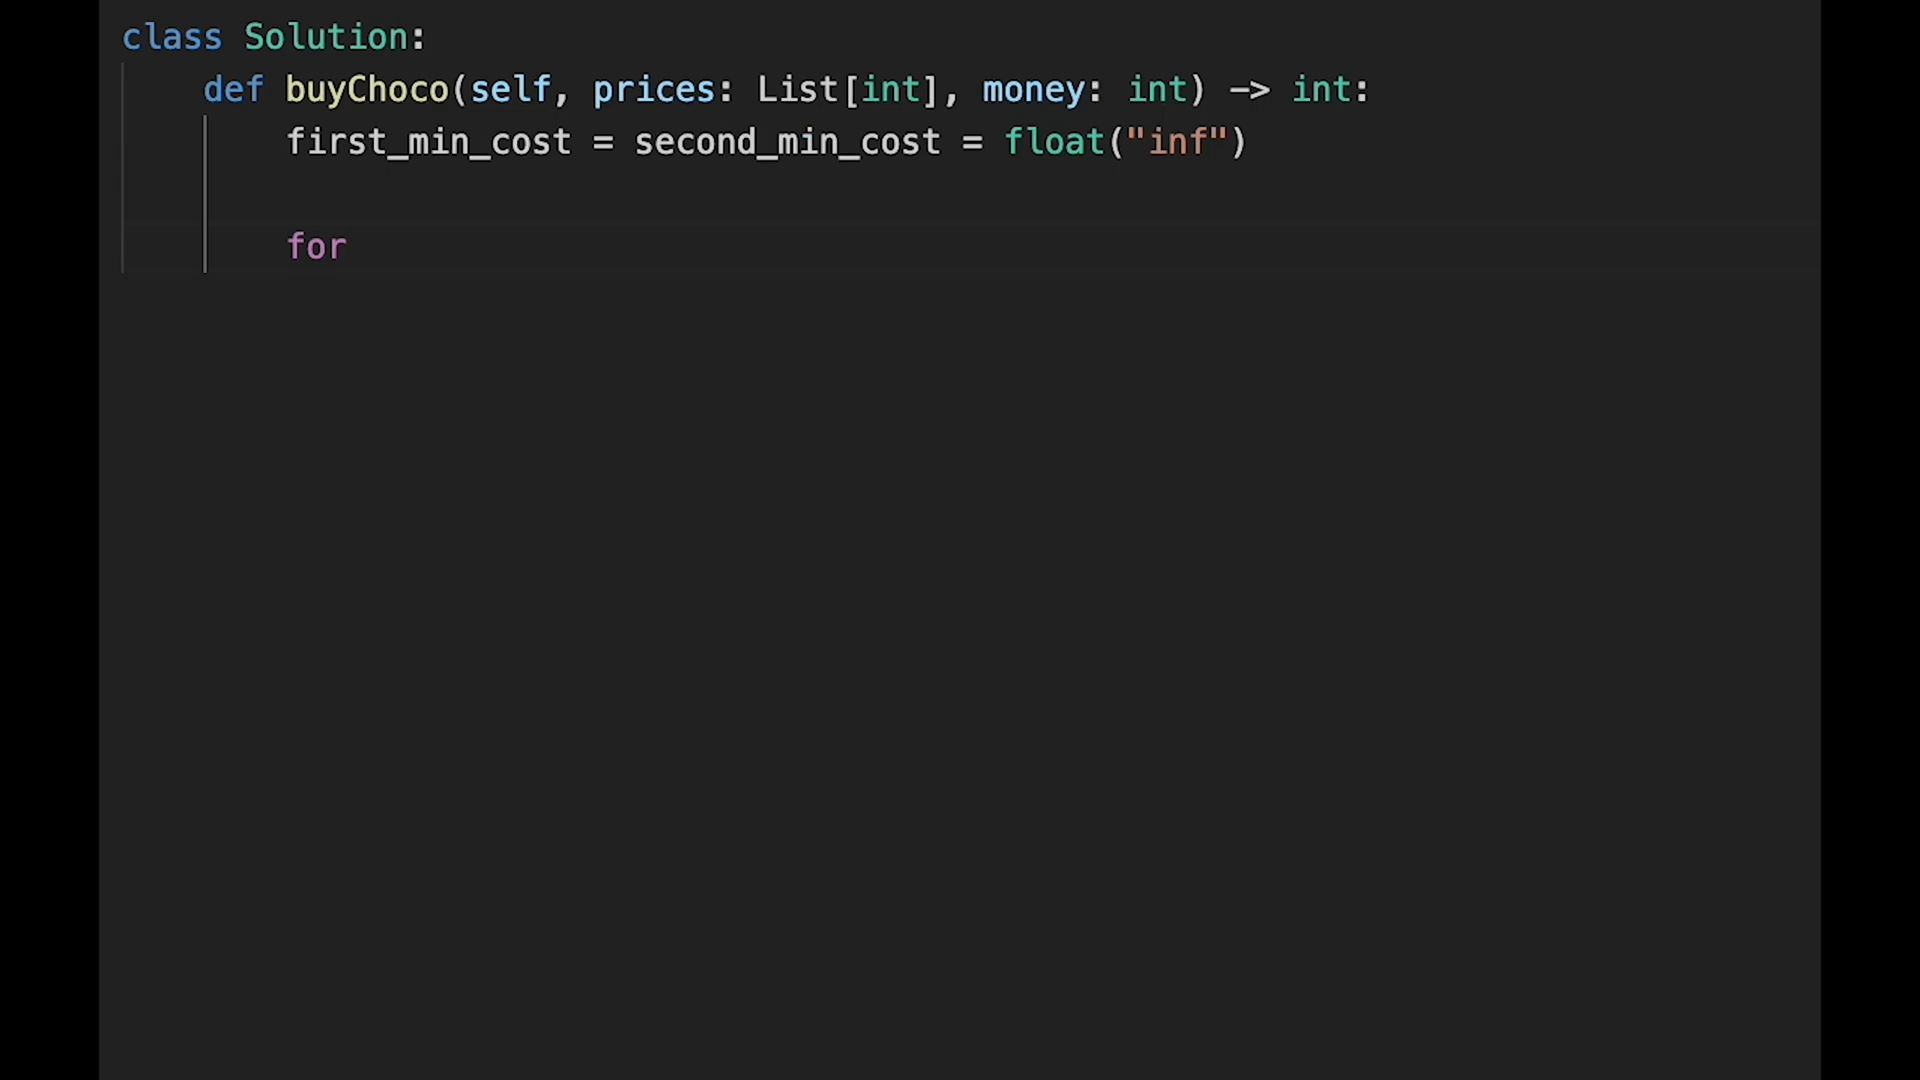 class Solution:
def buyChoco(self, prices: List[int], money: int) -> int:
first_min_cost = second_min_cost = float("inf")
for